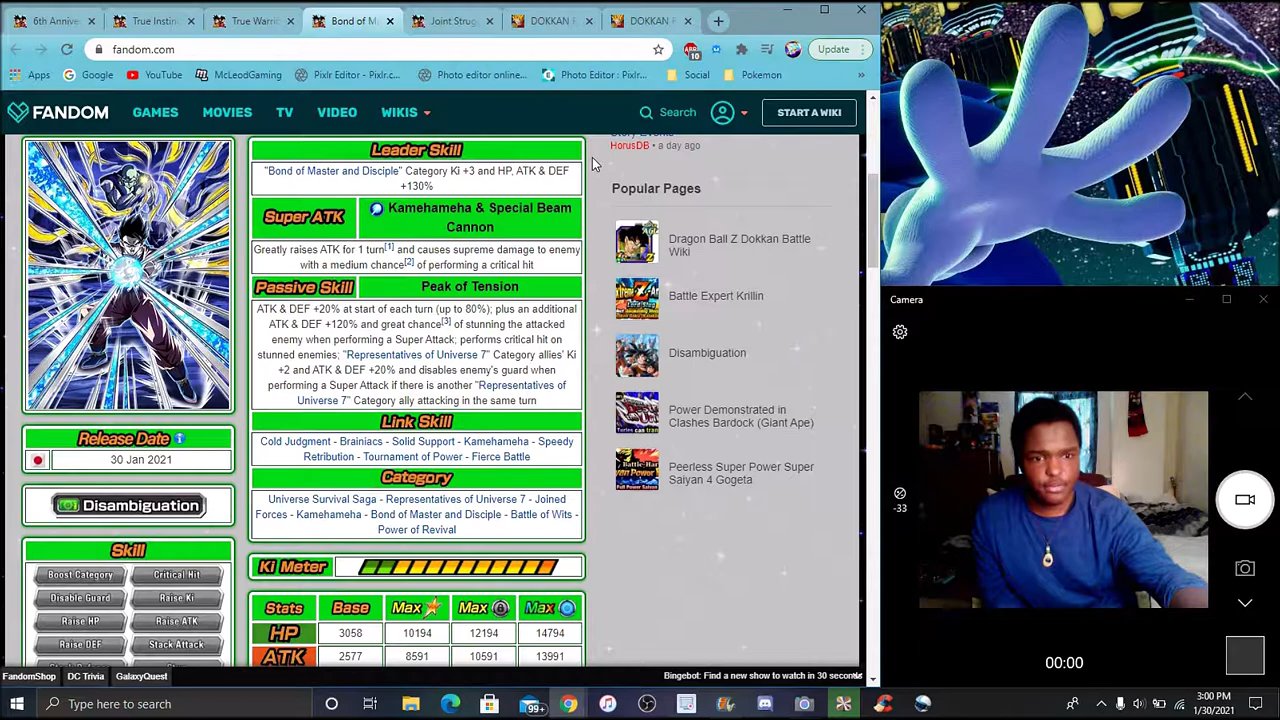 6th Annive
True Instin
True Warrio
Bond of M
Joint Strug
DOKKAN
DOKKAN
fandom.com
Update
Apps
Google
YouTube
McLeodGaming
Pixlr Editor - Pixlr.c...
Photo editor online...
Photo Editor : Pixlr...
Social
Pokemon
FANDOM
GAMES
MOVIES
TV
VIDEO
WIKIS
Search
START A WIKI
Leader Skill
"Bond of Master and Disciple" Category Ki +3 and HP, ATK & DEF
+130%
Super ATK
Kamehameha & Special Beam
Cannon
Greatly raises ATK for 1 turn[1] and causes supreme damage to enemy
with a medium chance[2] of performing a critical hit
Passive Skill
Peak of Tension
ATK & DEF +20% at start of each turn (up to 80%); plus an additional
ATK & DEF +120% and great chance[3] of stunning the attacked
enemy when performing a Super Attack; performs critical hit on
stunned enemies; "Representatives of Universe 7" Category allies' Ki
+2 and ATK & DEF +20% and disables enemy's guard when
performing a Super Attack if there is another "Representatives of
Universe 7" Category ally attacking in the same turn
Link Skill
Cold Judgment - Brainiacs - Solid Support - Kamehameha - Speedy
Retribution - Tournament of Power - Fierce Battle
Category
Universe Survival Saga - Representatives of Universe 7 - Joined
Forces - Kamehameha - Bond of Master and Disciple - Battle of Wits -
Power of Revival
Ki Meter
Stats
Base
Max
Max
Max
HP
3058
10194
12194
14794
ATK
2577
8591
10591
13991
Release Date
30 Jan 2021
Disambiguation
Skill
Boost Category
Critical Hit
Disable Guard
Raise Ki
Raise HP
Raise ATK
Raise DEF
Stack Attack
Story Events
HorusDB • a day ago
Popular Pages
Dragon Ball Z Dokkan Battle
Wiki
Battle Expert Krillin
Disambiguation
Power Demonstrated in
Clashes Bardock (Giant Ape)
Peerless Super Power Super
Saiyan 4 Gogeta
FandomShop
DC Trivia
GalaxyQuest
Bingebot: Find a new show to watch in 30 seconds
Camera
-33
00:00
Type here to search
99+
3:00 PM
1/30/2021